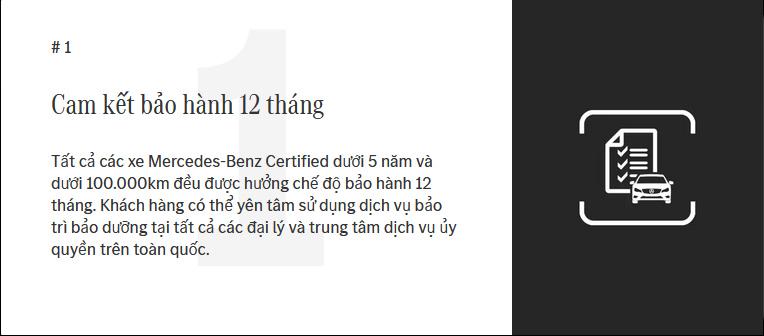 # 1
Cam kết bảo hành 12 tháng
Tất cả các xe Mercedes-Benz Certified dưới 5 năm và
dưới 100.000km đều được hưởng chế độ bảo hành 12
tháng. Khách hàng có thể yên tâm sử dụng dịch vụ bảo
trì bảo dưỡng tại tất cả các đại lý và trung tâm dịch vụ ủy
quyền trên toàn quốc.
1